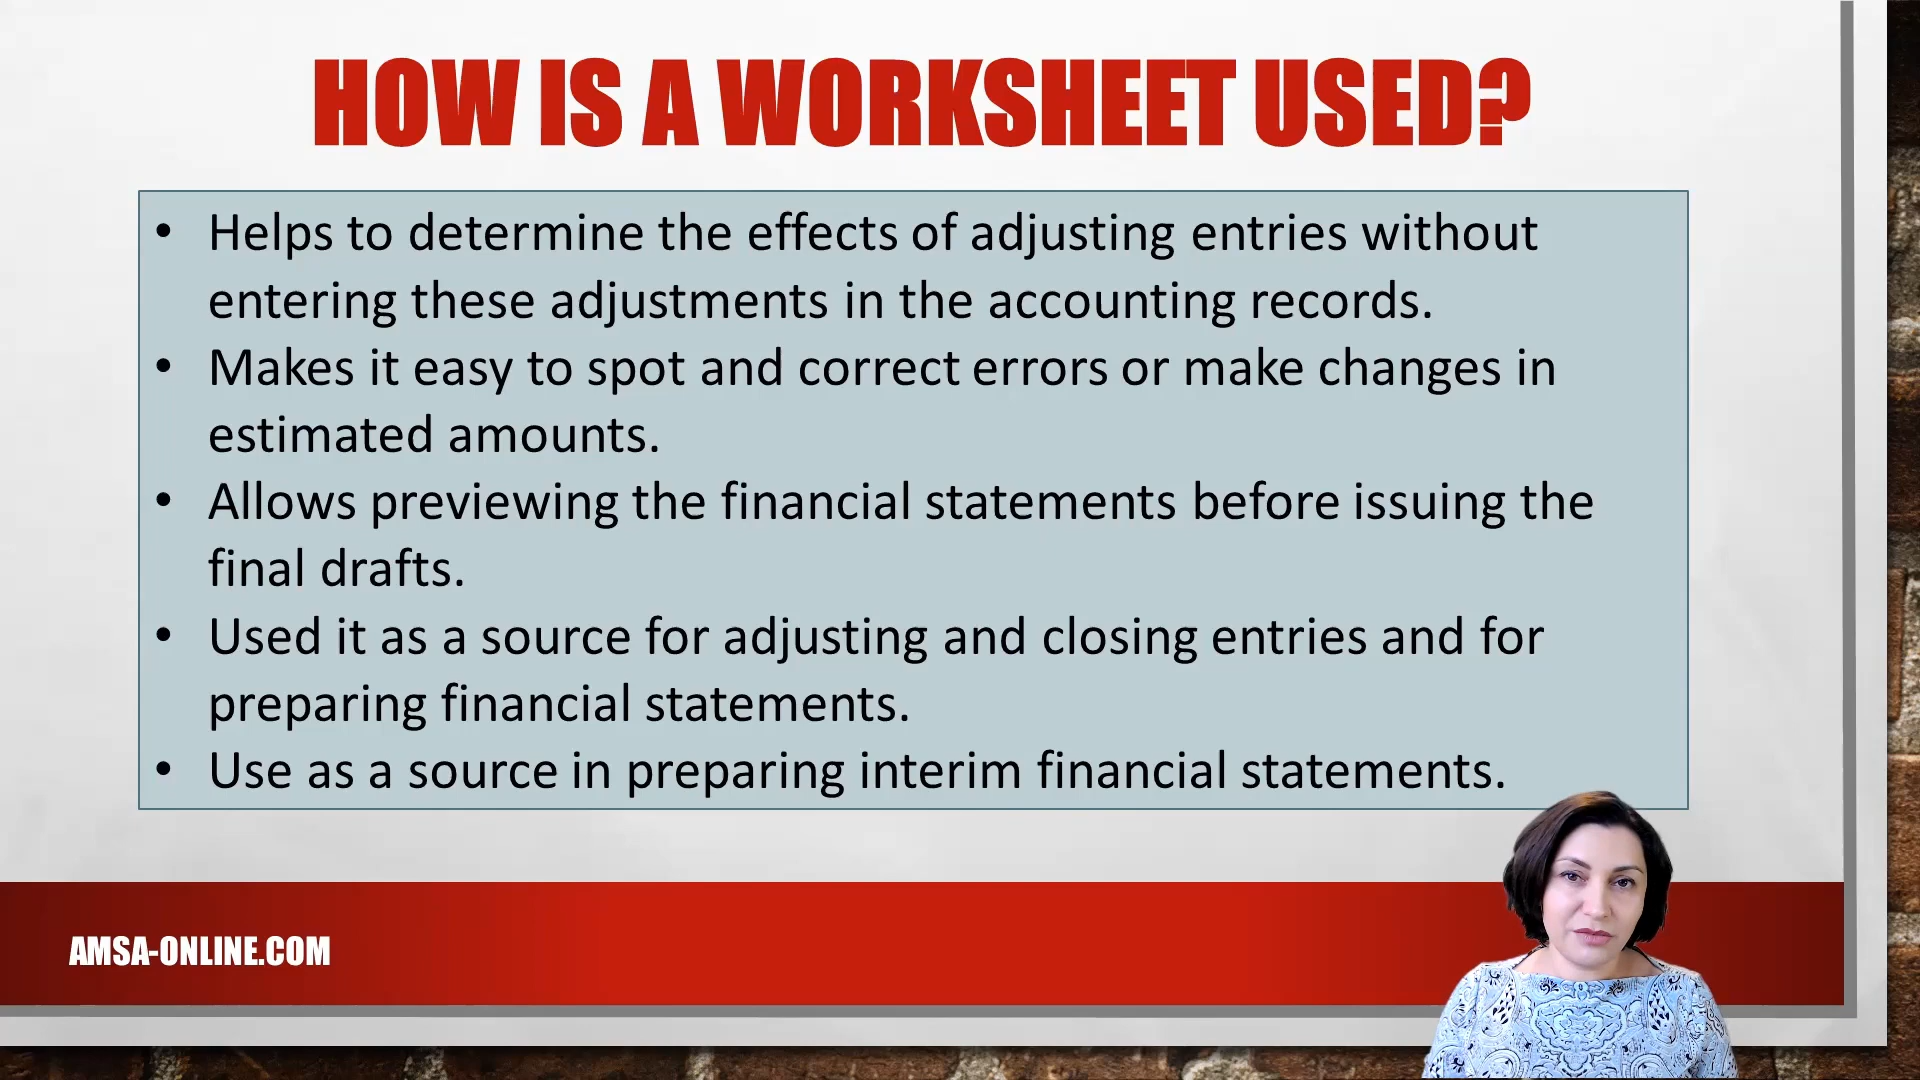 HOW IS A WORKSHEET USED?
• Helps to determine the effects of adjusting entries without
entering these adjustments in the accounting records.
• Makes it easy to spot and correct errors or make changes in
estimated amounts.
• Allows previewing the financial statements before issuing the
final drafts.
• Used it as a source for adjusting and closing entries and for
preparing financial statements.
• Use as a source in preparing interim financial statements.
AMSA-ONLINE.COM